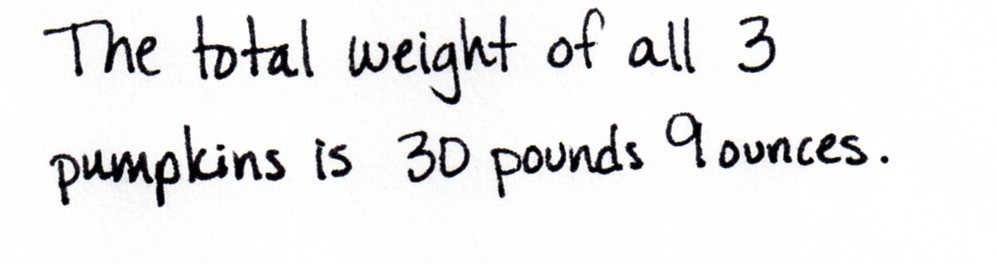 The total weight of all 3
pumpkins is 30 pounds 9 ounces.